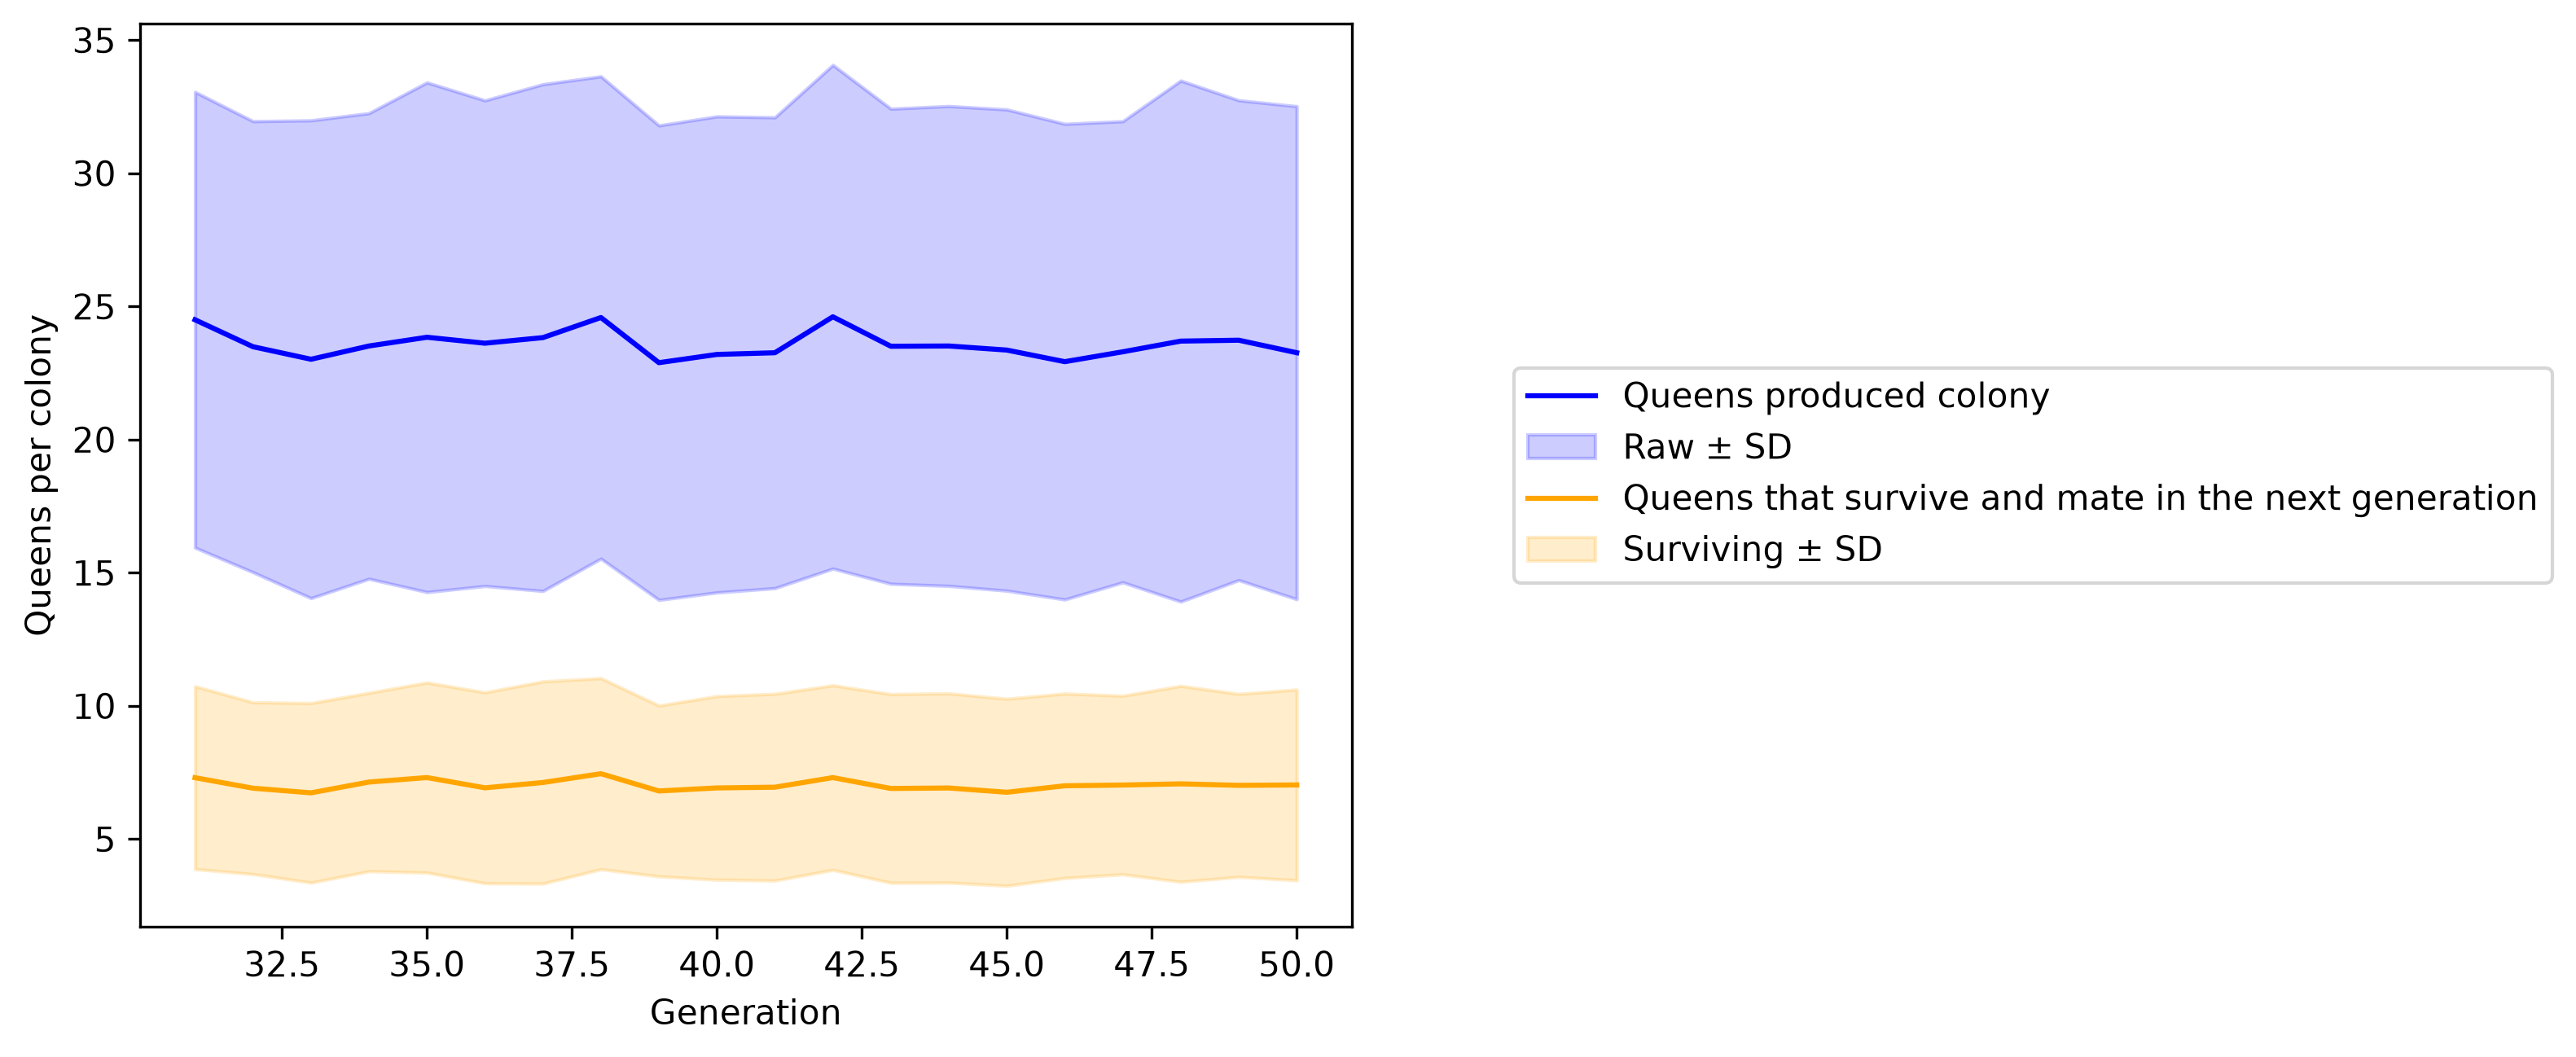 35
30
25
20
15
10
5
Queens per colony
32.5 35.0 37.5 40.0 42.5 45.0 47.5 50.0
Generation
Queens produced colony
Raw ± SD
Queens that survive and mate in the next generation
Surviving ± SD